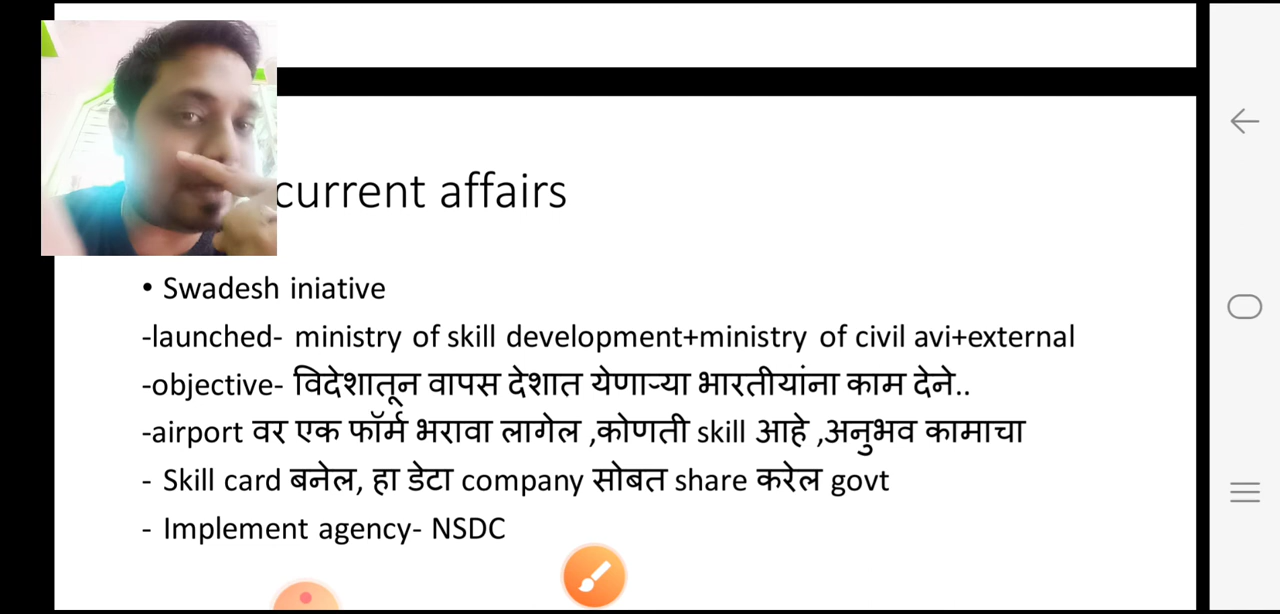 current affairs
• Swadesh iniative
-launched- ministry of skill development+ministry of civil avi+external
-objective- विदेशातून वापस देशात येणाऱ्या भारतीयांना काम देने..
-airport वर एक फॉर्म भरावा लागेल ,कोणती skill आहे ,अनुभव कामाचा
- Skill card बनेल, हा डेटा company सोबत share करेल govt
- Implement agency- NSDC